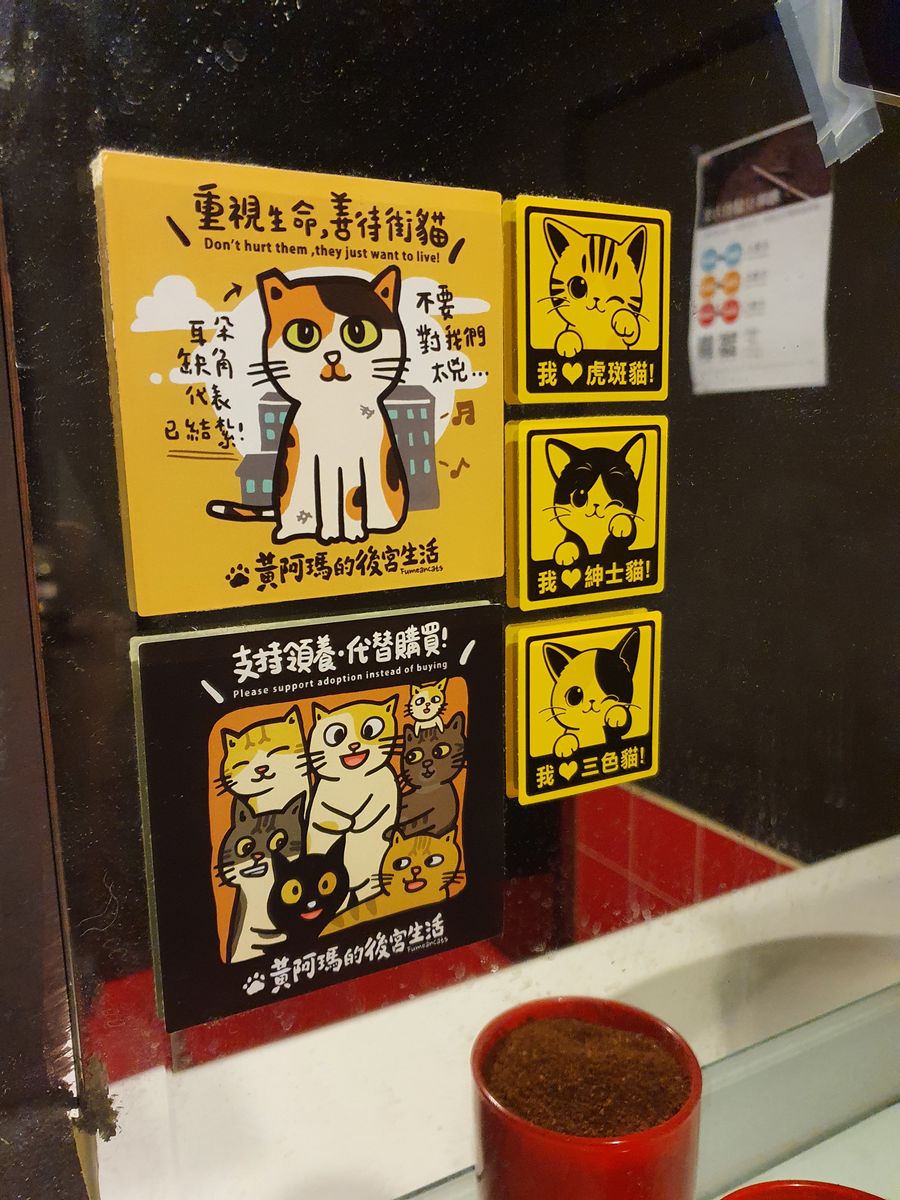 重視生命,善待街貓
Don't hurt them ,they just want to live!
耳朵
缺角
代表
已結紮!
不要
對我們
太兇...
黃阿瑪的後宮生活
Fumeancats
支持領養·代替購買!
Please support adoption instead of buying
黃阿瑪的後宮生活
Fumeancats
我♥虎斑貓!
我♥紳士貓!
我♥三色貓!